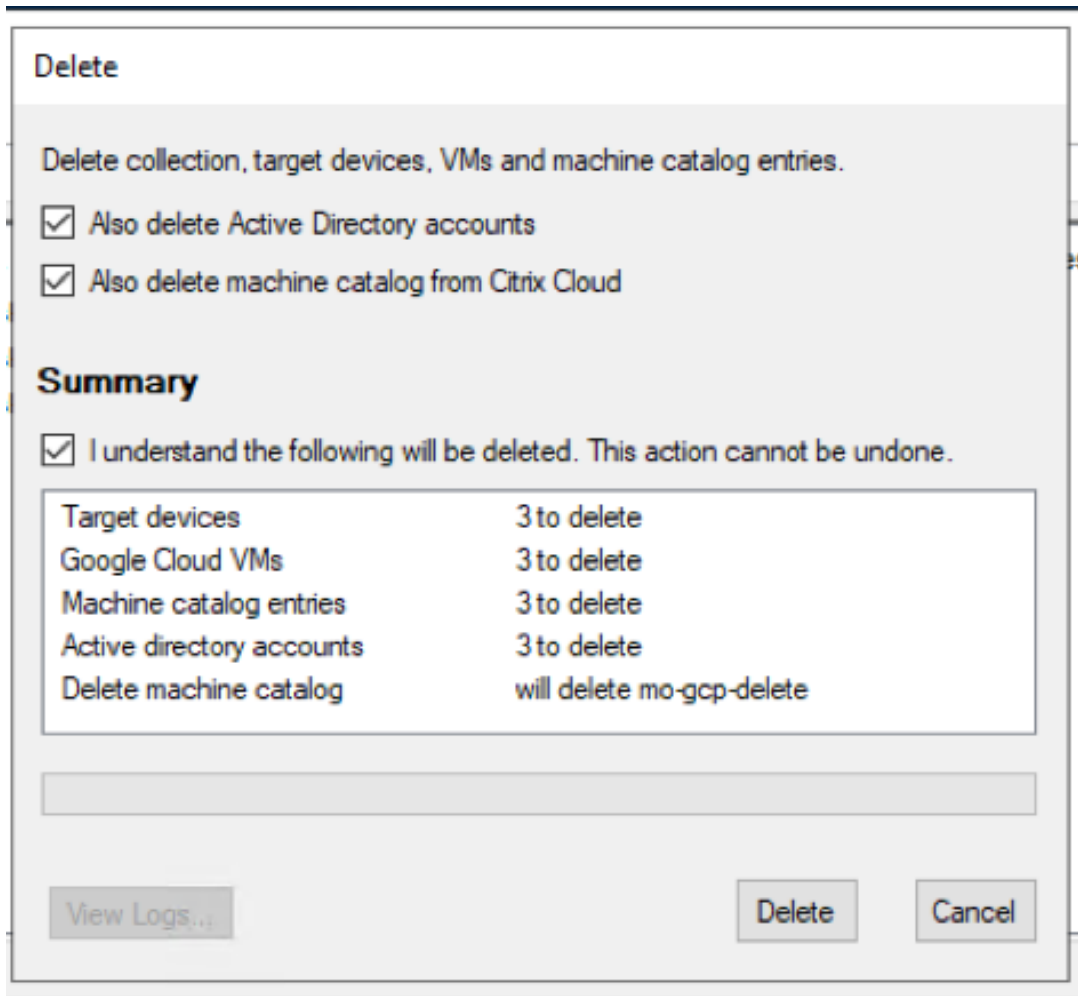 Delete
Delete collection, target devices, VMs and machine catalog entries.
Also delete Active Directory accounts
Also delete machine catalog from Citrix Cloud
Summary
I understand the following will be deleted. This action cannot be undone.
Target devices 3 to delete
Google Cloud VMs 3 to delete
Machine catalog entries 3 to delete
Active directory accounts 3 to delete
Delete machine catalog will delete mo-gcp-delete
View Logs...
Delete Cancel